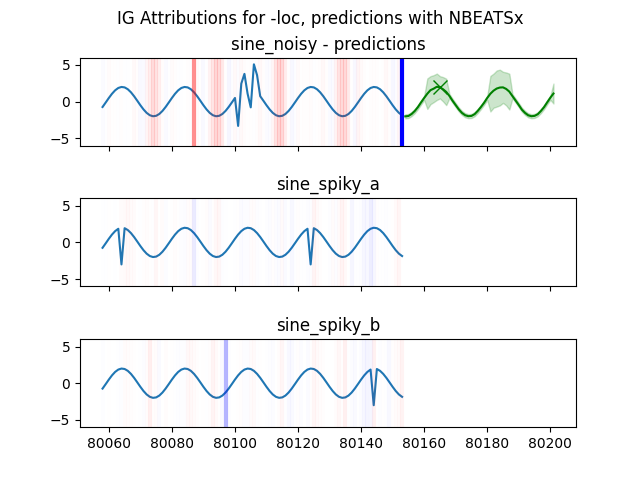 IG Attributions for -loc, predictions with NBEATSx
sine_noisy - predictions
5
0
−5
sine_spiky_a
5
0
−5
sine_spiky_b
5
0
−5
80060 80080 80100 80120 80140 80160 80180 80200